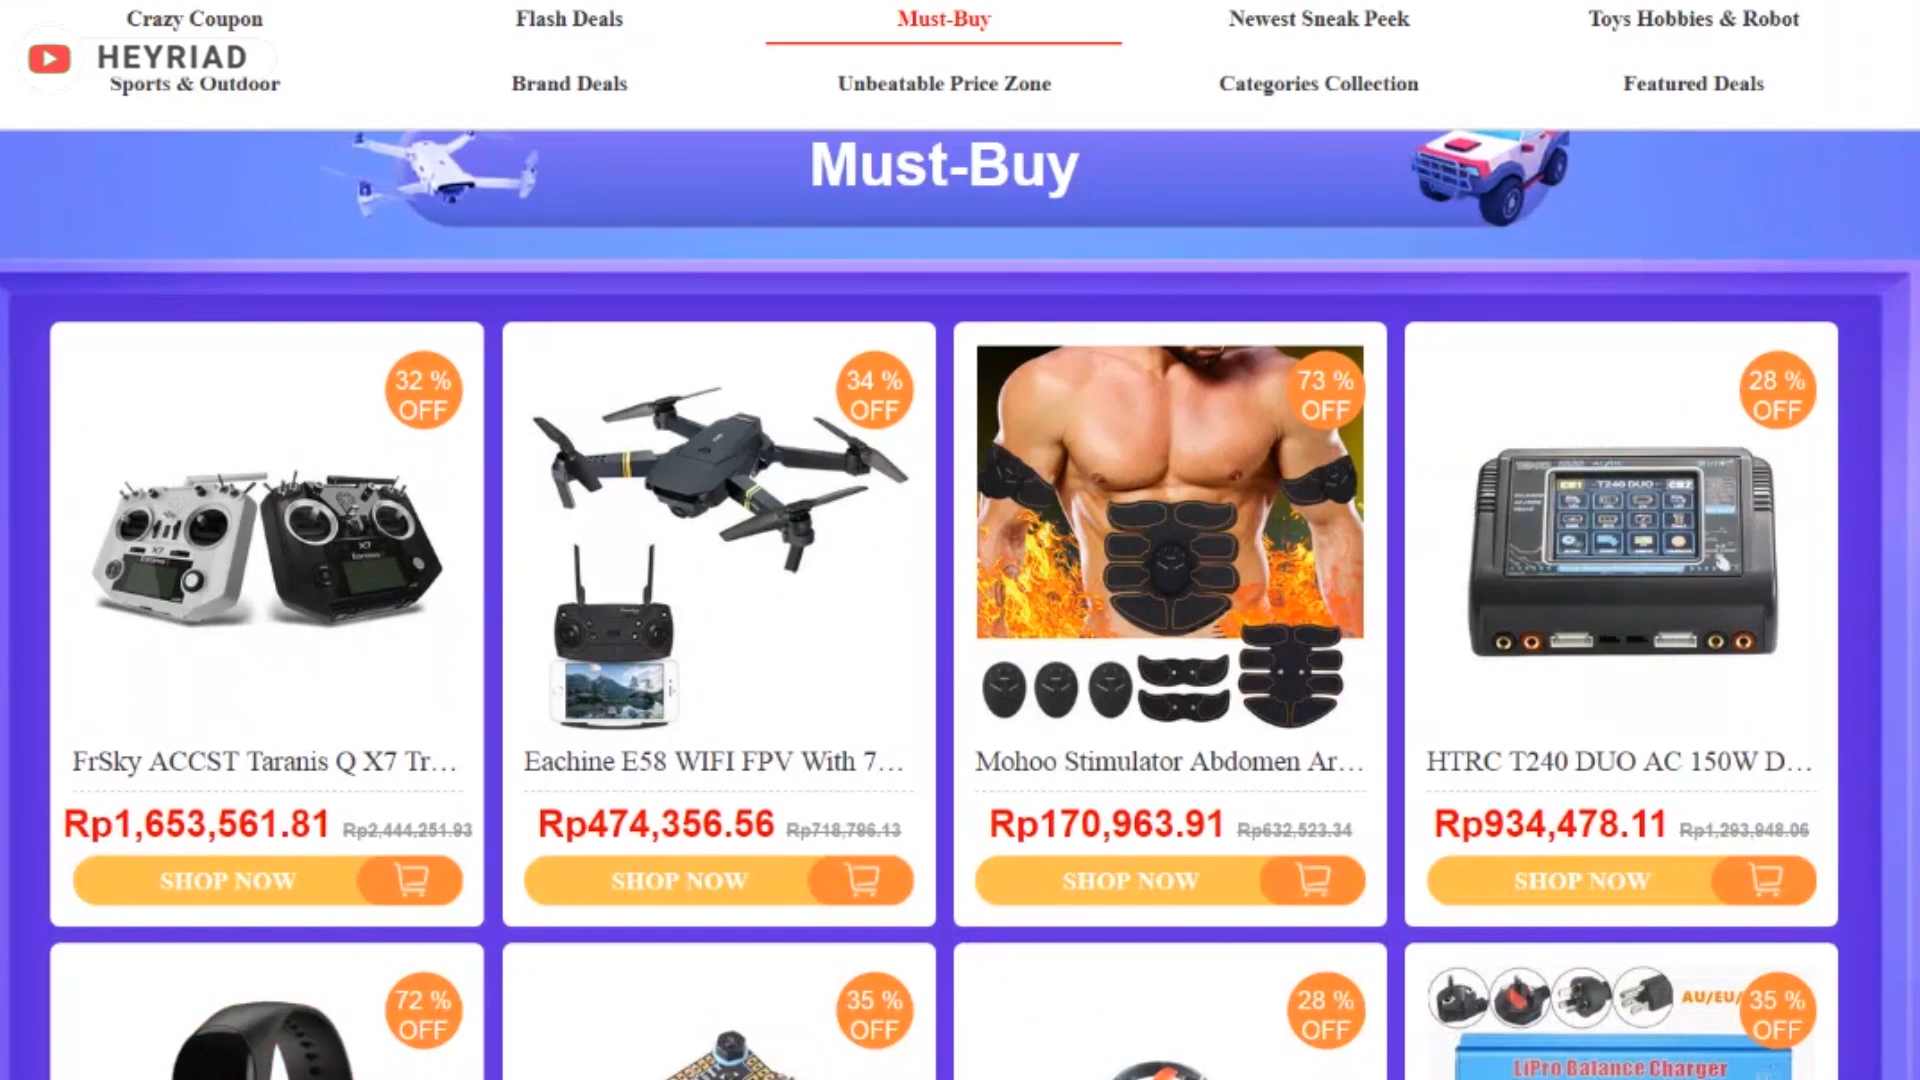 Crazy Coupon
Flash Deals
Must-Buy
Newest Sneak Peek
Toys Hobbies & Robot
HEYRIAD
Sports & Outdoor
Brand Deals
Unbeatable Price Zone
Categories Collection
Featured Deals
Must-Buy
32 %
OFF
34 %
OFF
73 %
OFF
28 %
OFF
T240 DUO
FrSky ACCST Taranis Q X7 Tr...
Eachine E58 WIFI FPV With 7...
Mohoo Stimulator Abdomen Ar...
HTRC T240 DUO AC 150W D...
Rp1,653,561.81 Rp2,444,251.93
Rp474,356.56 Rp718,796.13
Rp170,963.91 Rp632,523.34
Rp934,478.11 Rp1,293,948.06
SHOP NOW
SHOP NOW
SHOP NOW
SHOP NOW
72 %
OFF
35 %
OFF
28 %
OFF
AU/EU/
35 %
OFF
LiPro Balance Charger